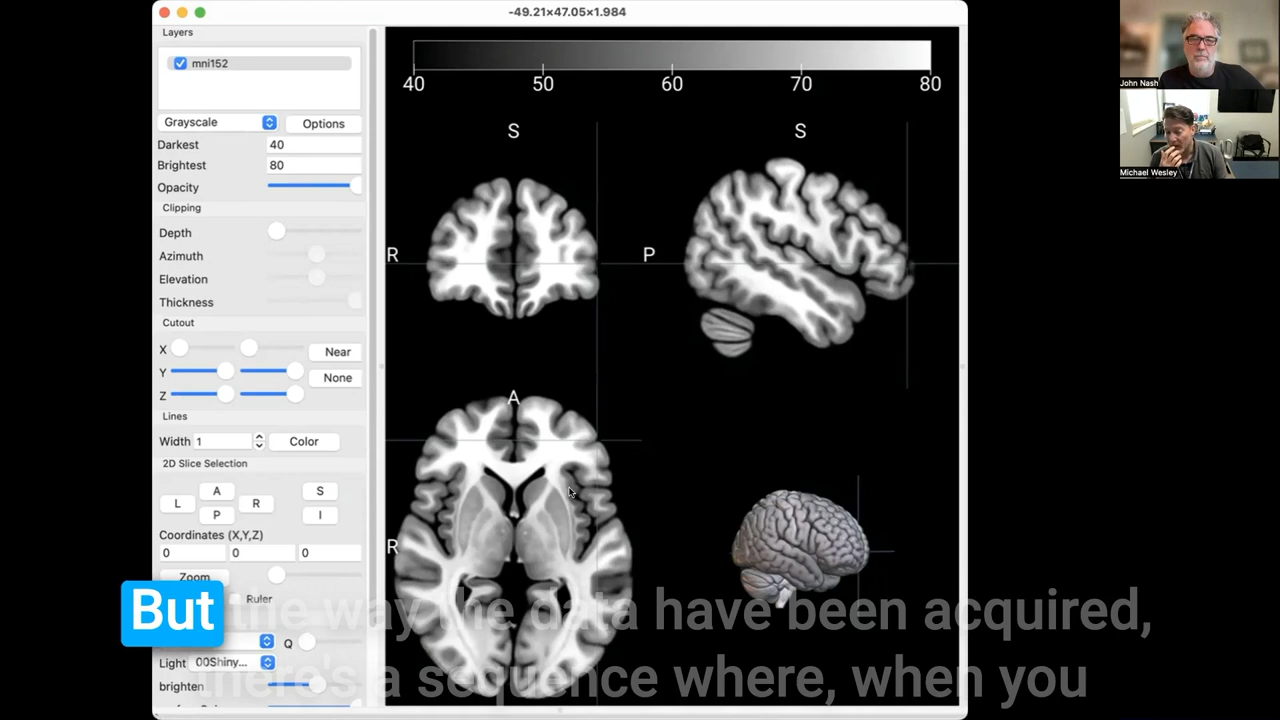 -49.21×47.05×1.984
Layers
mni152
Grayscale
Options
Darkest
40
Brightest
80
Opacity
Clipping
Depth
Azimuth
Elevation
Thickness
Cutout
X
Near
Y
None
Z
Lines
Width
1
Color
2D Slice Selection
A
S
L
R
P
I
Coordinates (X,Y,Z)
0
0
0
Zoom
Ruler
Q
Light
00Shiny...
brighten
40
50
60
70
80
S
S
R
P
A
R
John Nash
Michael Wesley
But the way the data have been acquired,
there's a sequence where, when you